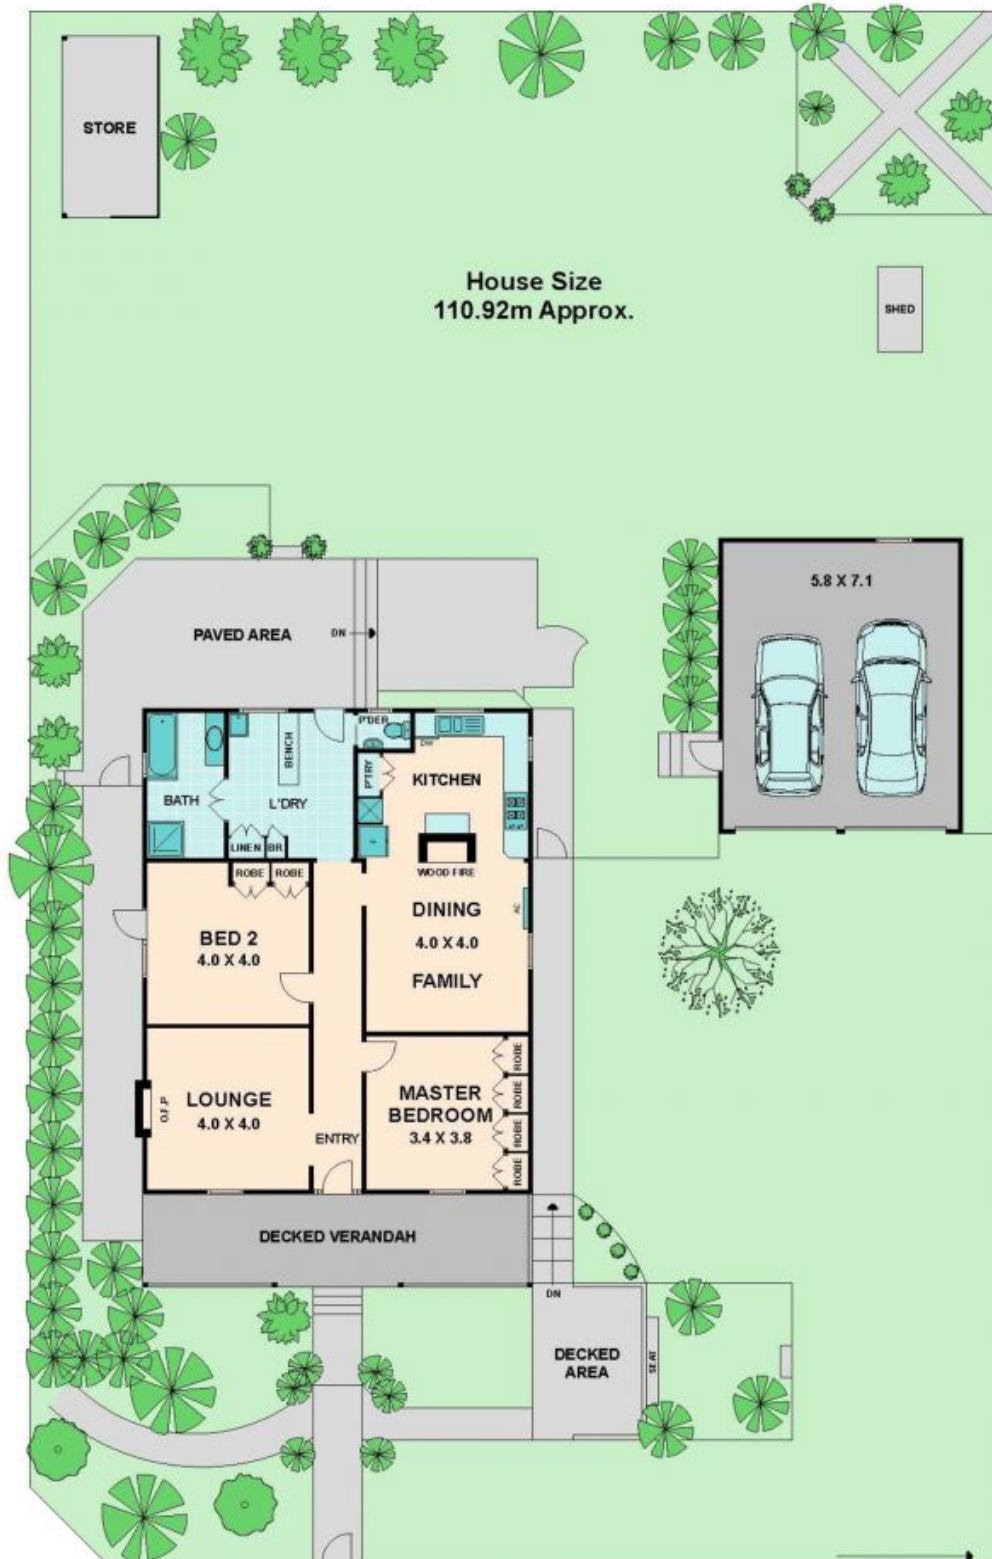 STORE
House Size
110.92m Approx.
SHED
5.8 X 7.1
PAVED AREA
DN
P'DER
BENCH
DW
P'TRY
KITCHEN
BATH
L'DRY
LINEN
BR
F
WOOD FIRE
ROBE
ROBE
DINING
4.0 X 4.0
FAMILY
AC
BED 2
4.0 X 4.0
LOUNGE
4.0 X 4.0
O.F.P
ENTRY
MASTER
BEDROOM
3.4 X 3.8
ROBE
ROBE
ROBE
ROBE
DECKED VERANDAH
DN
DECKED
AREA
SEAT